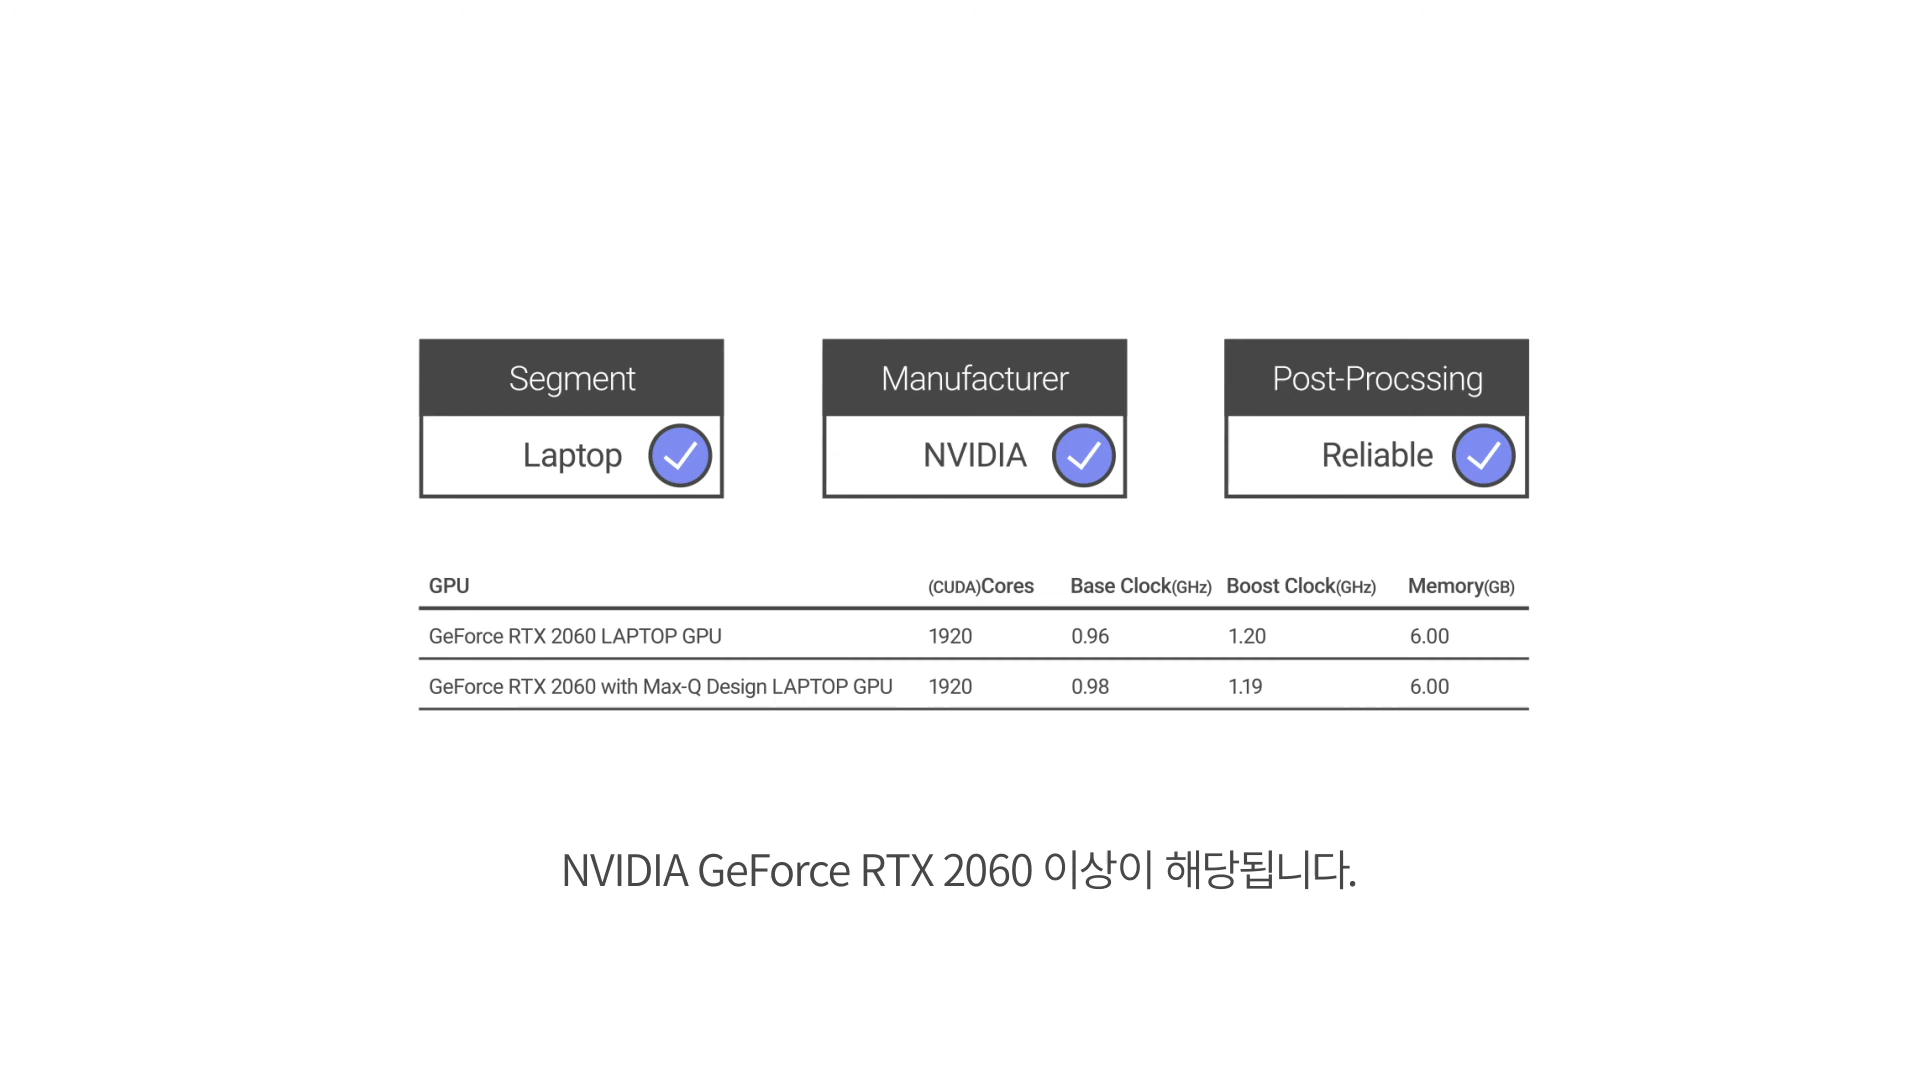 Segment Manufacturer Post-Procssing
Laptop NVIDIA Reliable
GPU (CUDA)Cores Base Clock(GHz) Boost Clock(GHz) Memory(GB)
GeForce RTX 2060 LAPTOP GPU 1920 0.96 1.20 6.00
GeForce RTX 2060 with Max-Q Design LAPTOP GPU 1920 0.98 1.19 6.00
NVIDIA GeForce RTX 2060 이상이 해당됩니다.